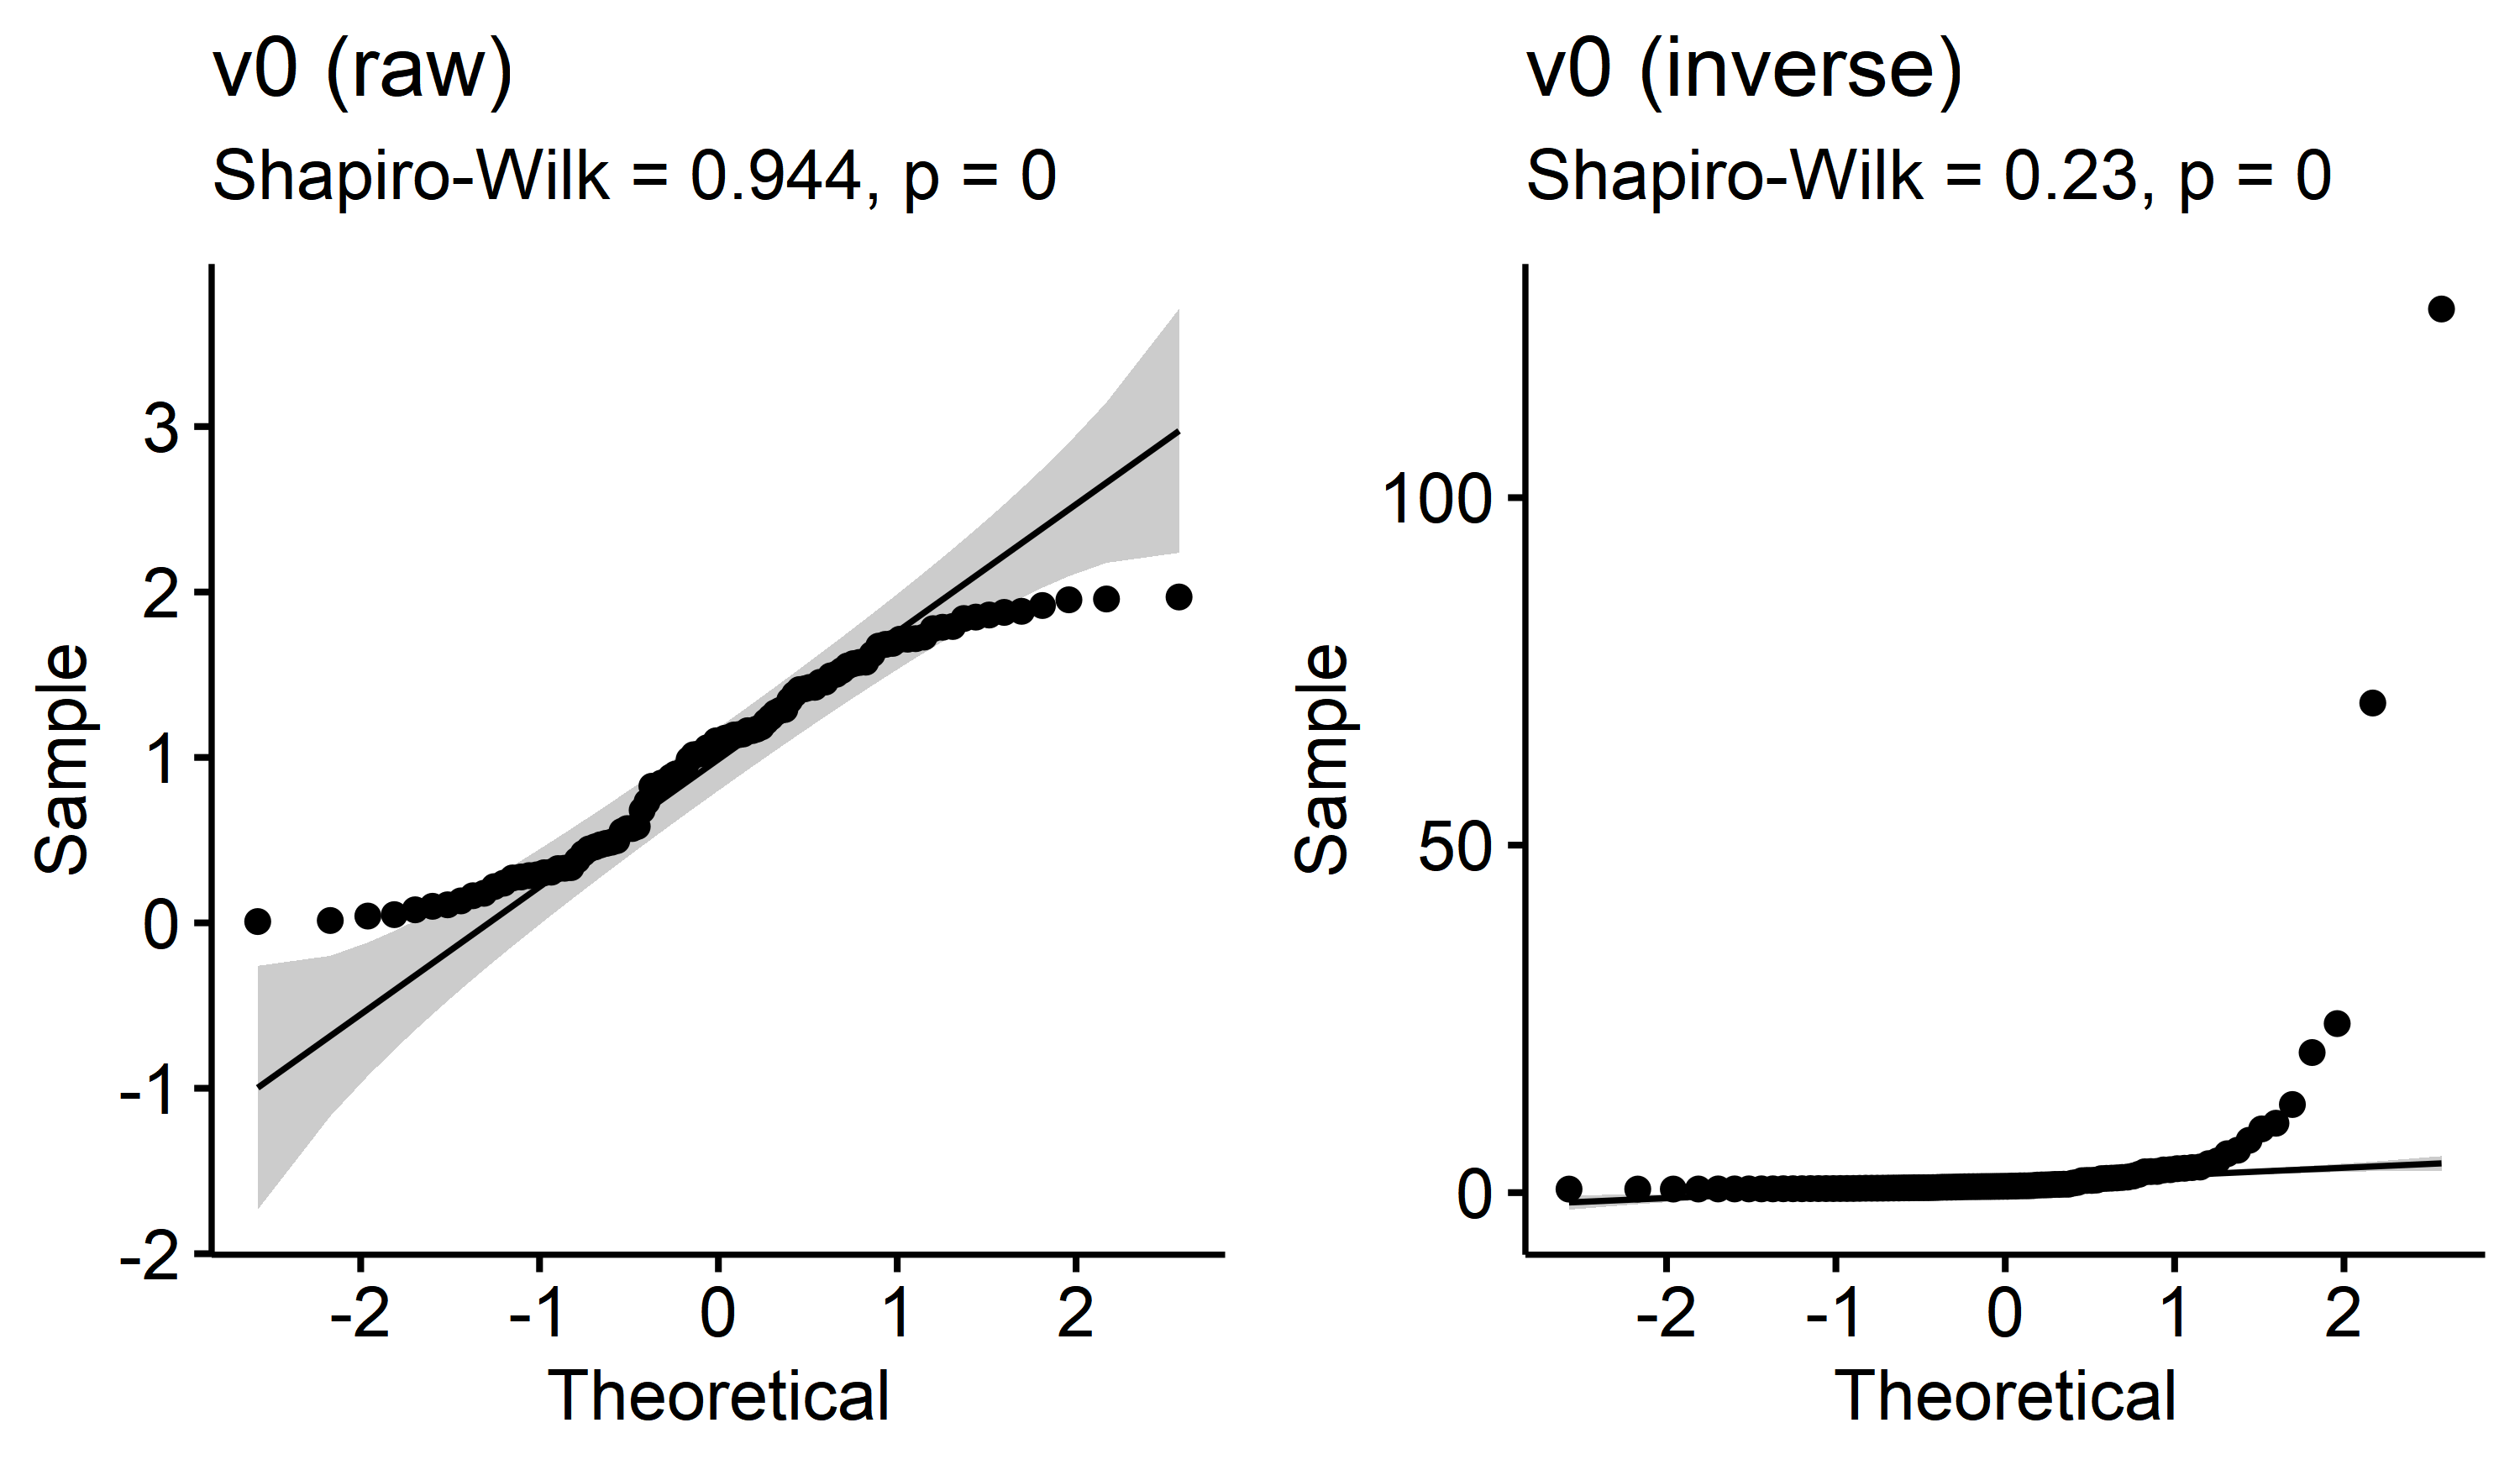 v0 (raw)
Shapiro-Wilk = 0.944, p = 0
Sample
3
2
1
0
-1
-2
-2 -1 0 1 2
Theoretical
v0 (inverse)
Shapiro-Wilk = 0.23, p = 0
Sample
100
50
0
-2 -1 0 1 2
Theoretical